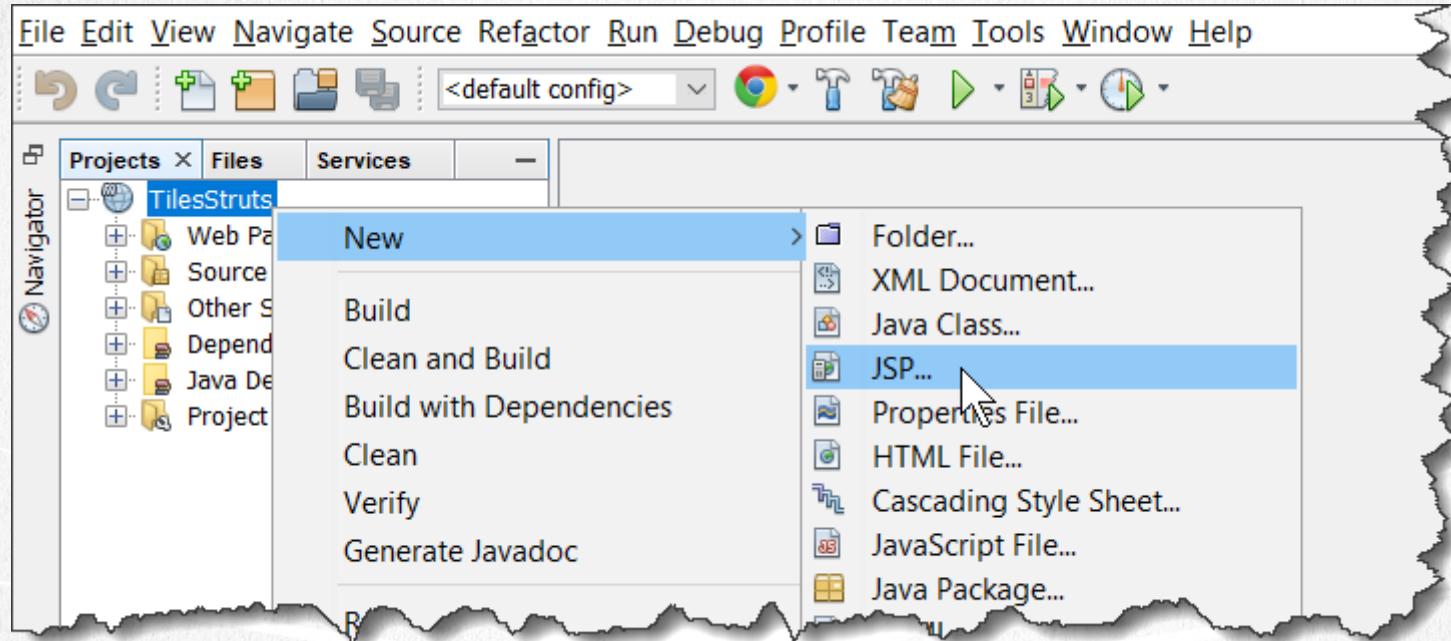 File Edit View Navigate Source Refactor Run Debug Profile Team Tools Window Help
<default config>
Projects Files Services
Navigator
TilesStruts
Web Pa
Source
Other S
Depend
Java De
Project
New
Build
Clean and Build
Build with Dependencies
Clean
Verify
Generate Javadoc
Folder...
XML Document...
Java Class...
JSP...
Properties File...
HTML File...
Cascading Style Sheet...
JavaScript File...
Java Package...